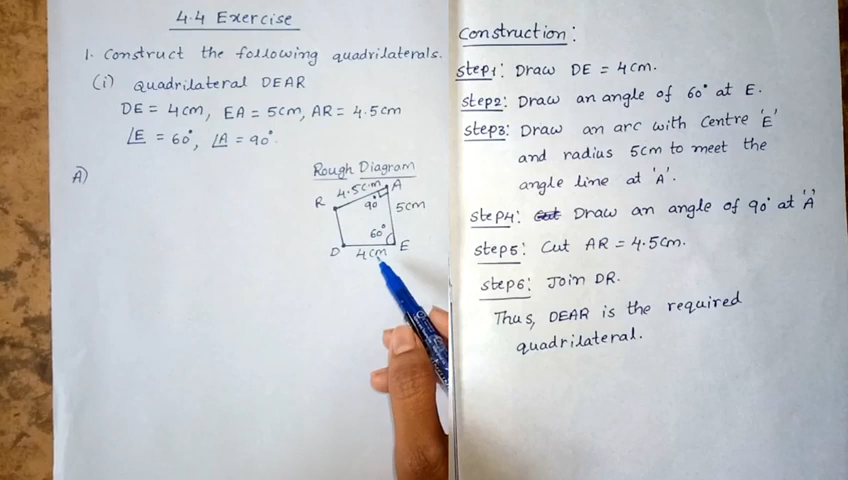 4.4 Exercise
1. Construct the following quadrilaterals.
(i) Quadrilateral DEAR
DE = 4cm, EA = 5cm, AR = 4.5cm
∠E = 60°, ∠A = 90°.
A)
Rough Diagram
4.5cm A
R 90° 5cm
60°
D 4cm E
Construction:
Step1: Draw DE = 4cm.
Step2: Draw an angle of 60° at E.
Step3: Draw an arc with centre 'E'
and radius 5cm to meet the
angle line at 'A'.
Step4: Draw an angle of 90° at 'A'
Step5: Cut AR = 4.5cm.
Step6: Join DR.
Thus, DEAR is the required
quadrilateral.